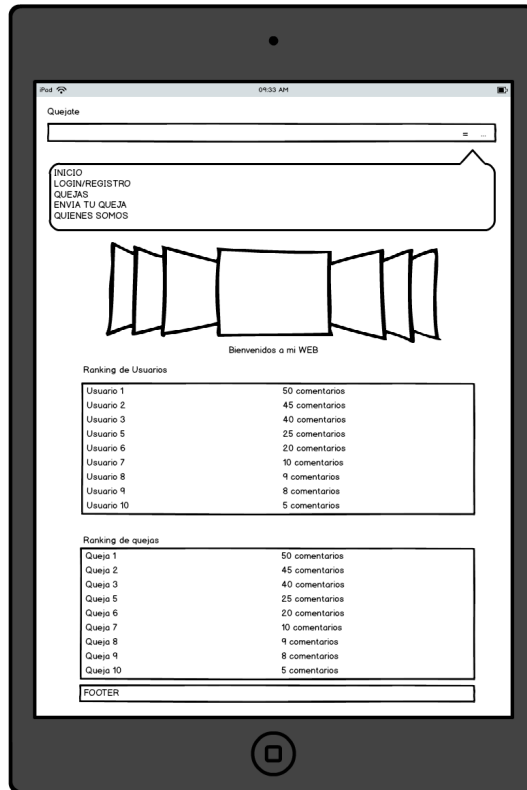 iPad 09:33 AM
Quejate
= ...
INICIO
LOGIN/REGISTRO
QUEJAS
ENVIA TU QUEJA
QUIENES SOMOS
Bienvenidos a mi WEB
Ranking de Usuarios
Usuario 1 50 comentarios
Usuario 2 45 comentarios
Usuario 3 40 comentarios
Usuario 5 25 comentarios
Usuario 6 20 comentarios
Usuario 7 10 comentarios
Usuario 8 9 comentarios
Usuario 9 8 comentarios
Usuario 10 5 comentarios
Ranking de quejas
Queja 1 50 comentarios
Queja 2 45 comentarios
Queja 3 40 comentarios
Queja 5 25 comentarios
Queja 6 20 comentarios
Queja 7 10 comentarios
Queja 8 9 comentarios
Queja 9 8 comentarios
Queja 10 5 comentarios
FOOTER